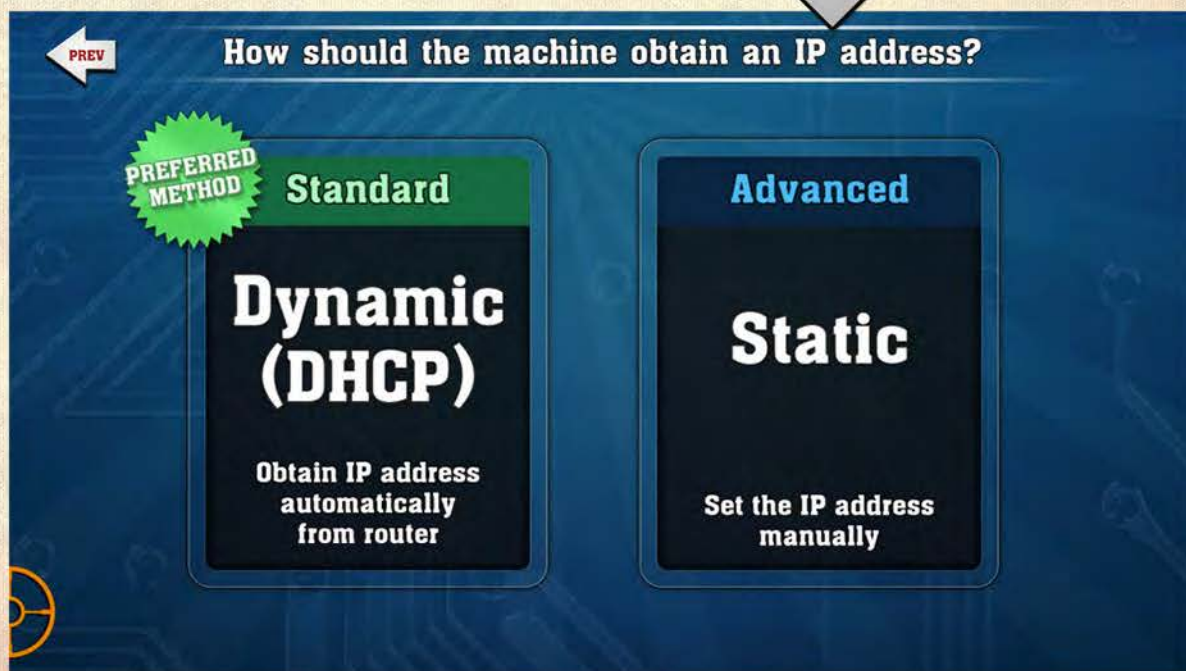 PREV
How should the machine obtain an IP address?
PREFERRED
METHOD
Standard
Dynamic
(DHCP)
Obtain IP address
automatically
from router
Advanced
Static
Set the IP address
manually